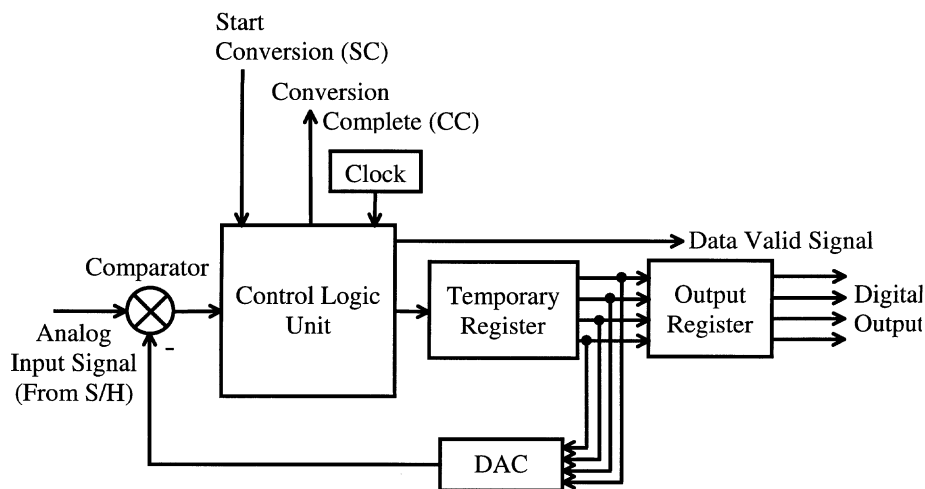 Start
Conversion (SC)
Conversion
Complete (CC)
Clock
Data Valid Signal
Comparator
Control Logic
Unit
Temporary
Register
Output
Register
Digital
Output
Analog
Input Signal
(From S/H)
-
DAC